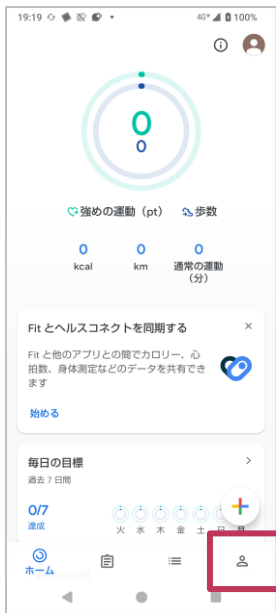 19:19
4G+ 100%
0
0
強めの運動（pt） 歩数
0 0 0
kcal km 通常の運動
（分）
Fit とヘルスコネクトを同期する ×
Fit と他のアプリとの間でカロリー、心
拍数、身体測定などのデータを共有でき
ます
始める
毎日の目標
過去 7 日間
0/7
達成
火 水 木 金 土 日 月
ホーム